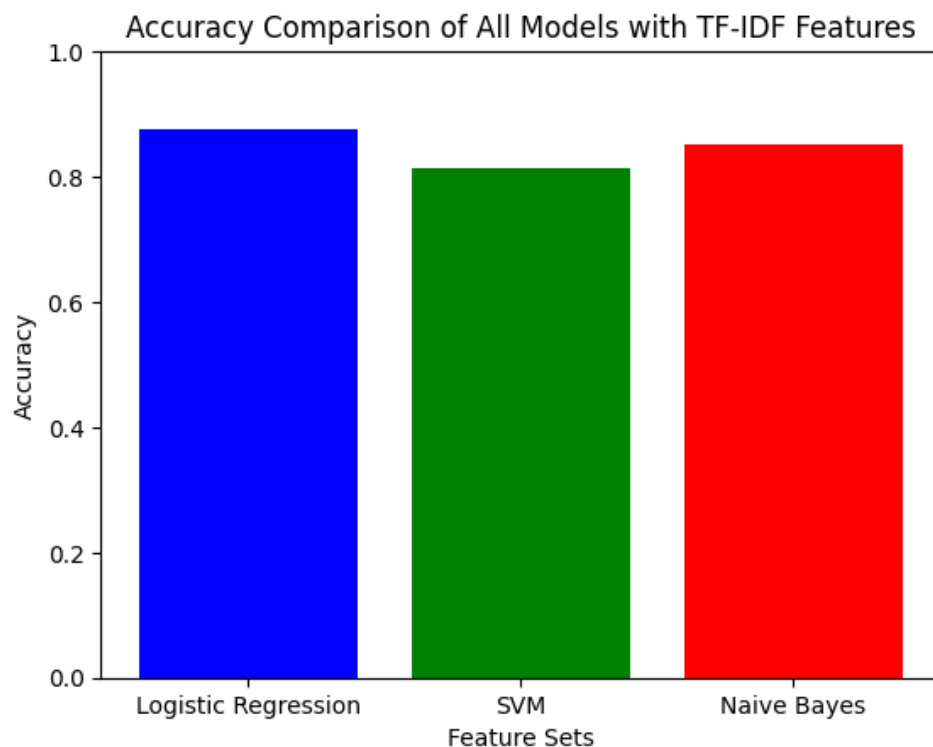 Accuracy Comparison of All Models with TF-IDF Features
1.0
0.8
0.6
0.4
0.2
0.0
Accuracy
Logistic Regression
SVM
Naive Bayes
Feature Sets